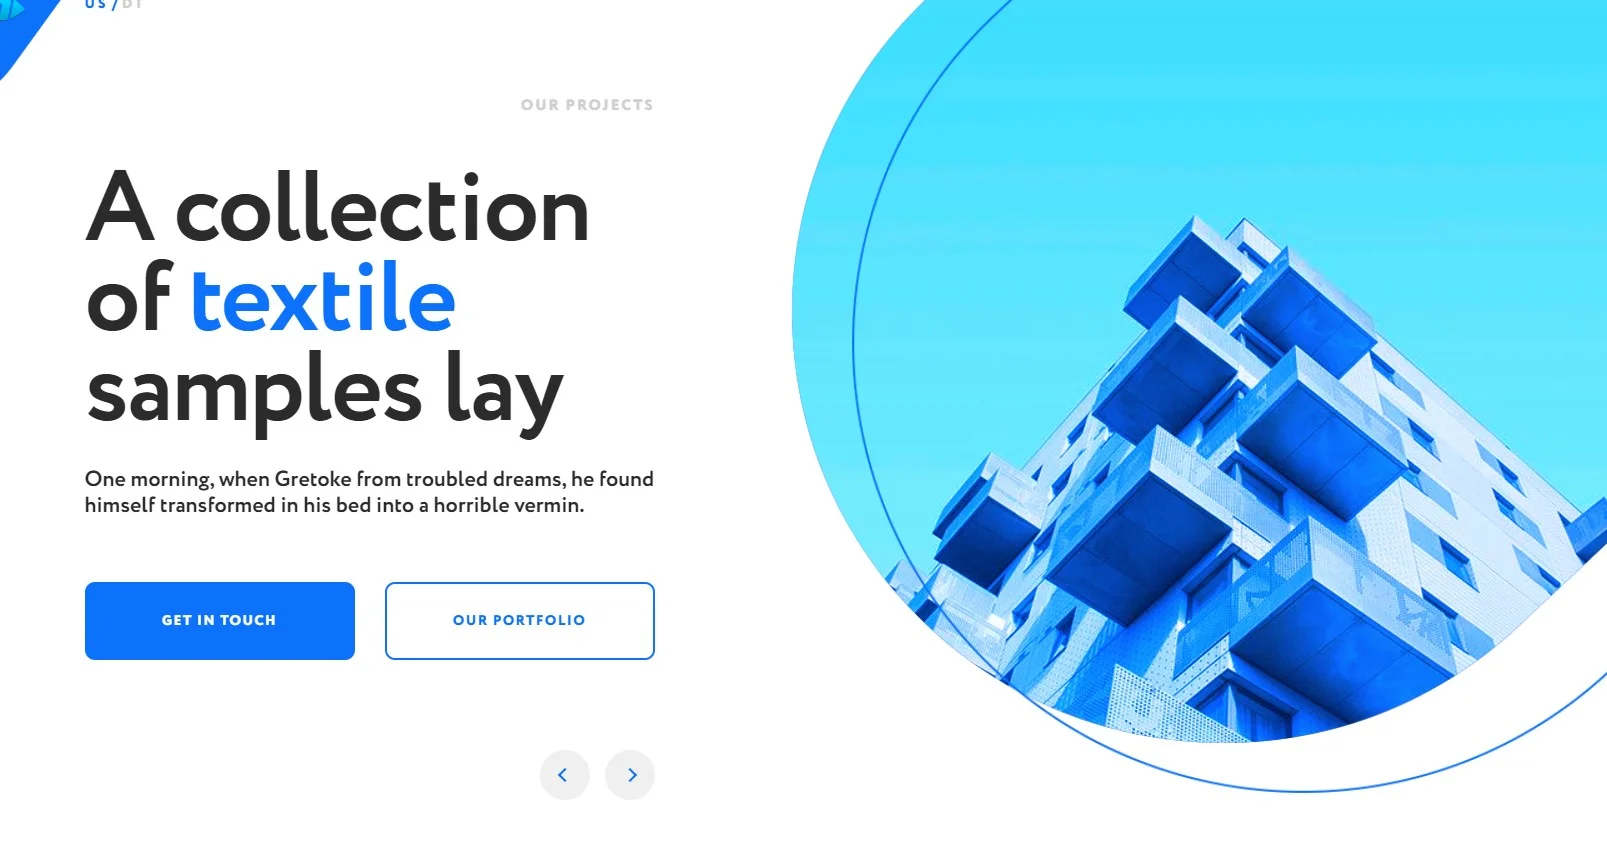 US / DT
OUR PROJECTS
A collection
of textile
samples lay
One morning, when Gretoke from troubled dreams, he found
himself transformed in his bed into a horrible vermin.
GET IN TOUCH
OUR PORTFOLIO